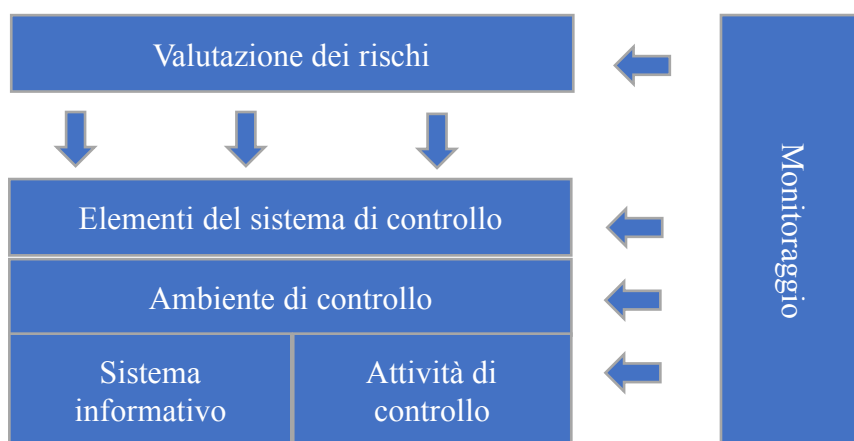 Valutazione dei rischi
Elementi del sistema di controllo
Ambiente di controllo
Sistema
informativo
Attività di
controllo
Monitoraggio